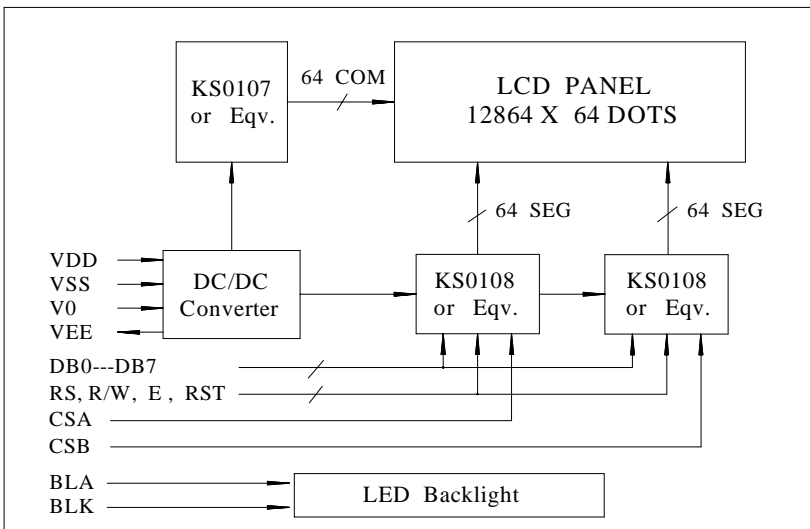 KS0107
or Eqv.
64 COM
LCD PANEL
12864 X 64 DOTS
64 SEG
64 SEG
VDD
VSS
V0
VEE
DC/DC
Converter
KS0108
or Eqv.
KS0108
or Eqv.
DB0---DB7
RS, R/W, E , RST
CSA
CSB
BLA
BLK
LED Backlight